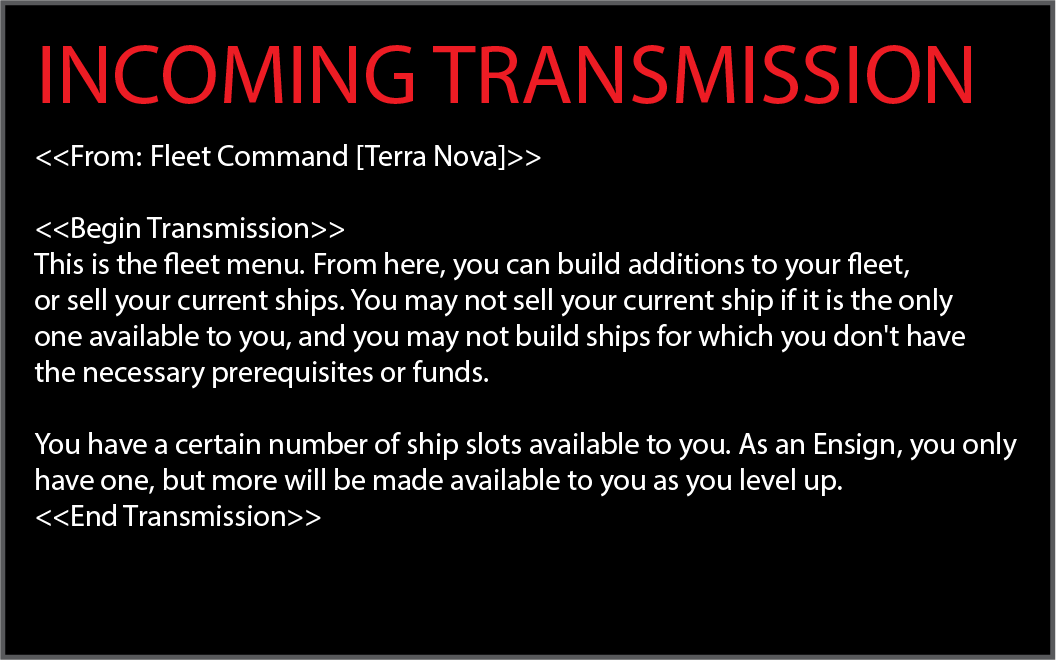 INCOMING TRANSMISSION
<<From: Fleet Command [Terra Nova]>>
<<Begin Transmission>>
This is the fleet menu. From here, you can build additions to your fleet,
or sell your current ships. You may not sell your current ship if it is the only
one available to you, and you may not build ships for which you don't have
the necessary prerequisites or funds.
You have a certain number of ship slots available to you. As an Ensign, you only
have one, but more will be made available to you as you level up.
<<End Transmission>>